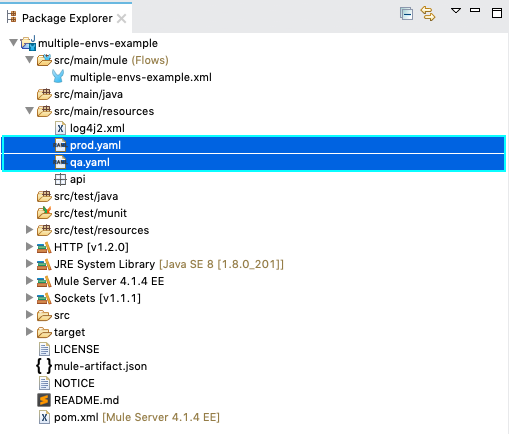 Package Explorer
multiple-envs-example
src/main/mule (Flows)
multiple-envs-example.xml
src/main/java
src/main/resources
log4j2.xml
prod.yaml
qa.yaml
api
src/test/java
src/test/munit
src/test/resources
HTTP [v1.2.0]
JRE System Library [Java SE 8 [1.8.0_201]]
Mule Server 4.1.4 EE
Sockets [v1.1.1]
src
target
LICENSE
mule-artifact.json
NOTICE
README.md
pom.xml [Mule Server 4.1.4 EE]